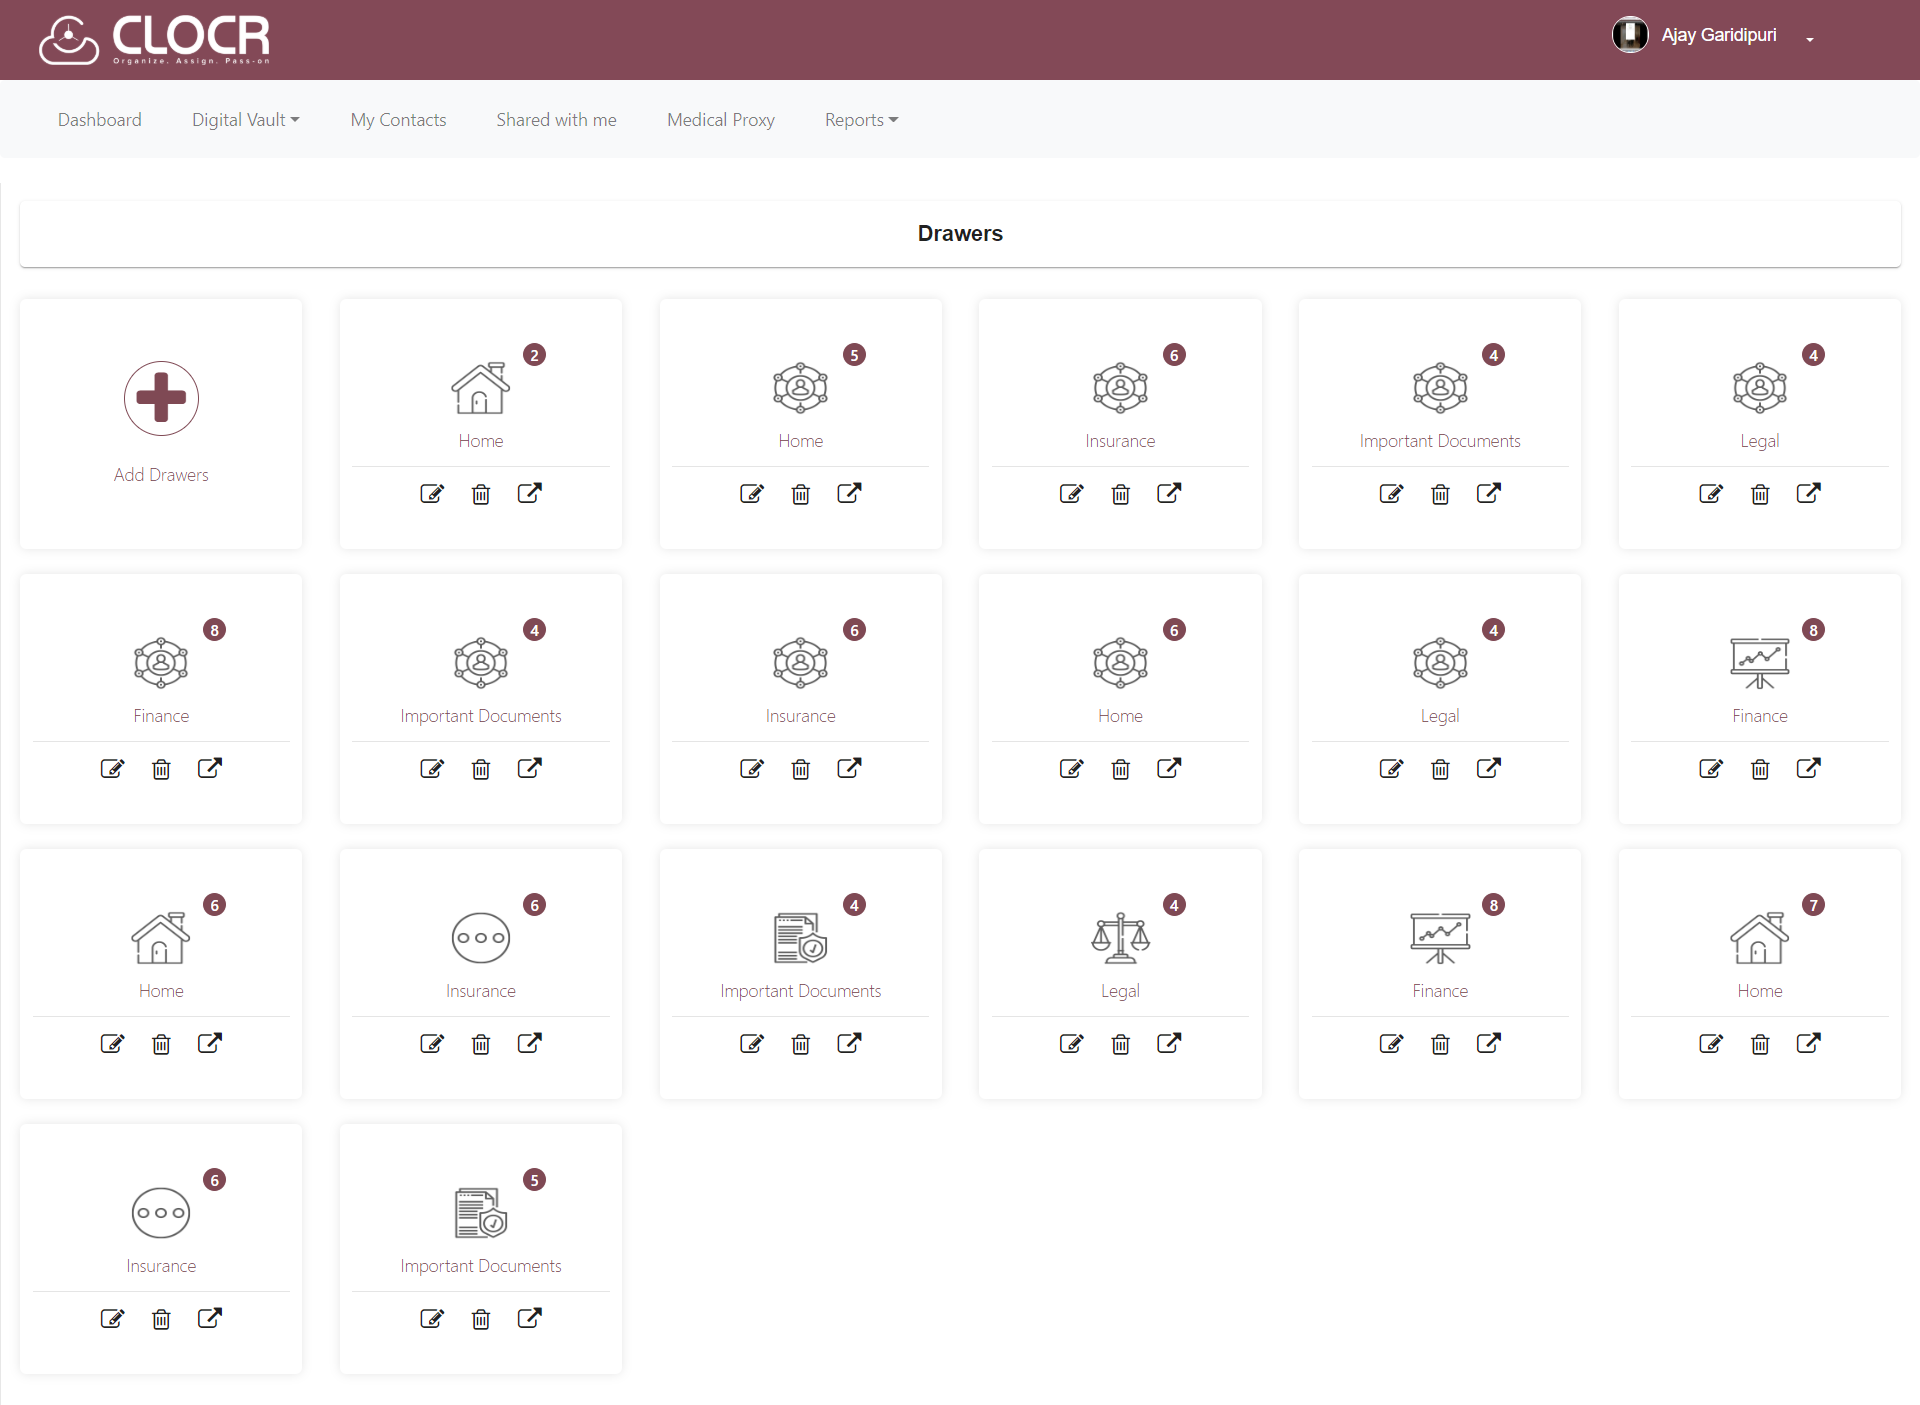 CLOCR
Organize. Assign. Pass-on
Ajay Garidipuri
Dashboard Digital Vault My Contacts Shared with me Medical Proxy Reports
Drawers
Add Drawers
2
Home
5
Home
6
Insurance
4
Important Documents
4
Legal
8
Finance
4
Important Documents
6
Insurance
6
Home
4
Legal
8
Finance
6
Home
6
Insurance
4
Important Documents
4
Legal
8
Finance
7
Home
6
Insurance
5
Important Documents